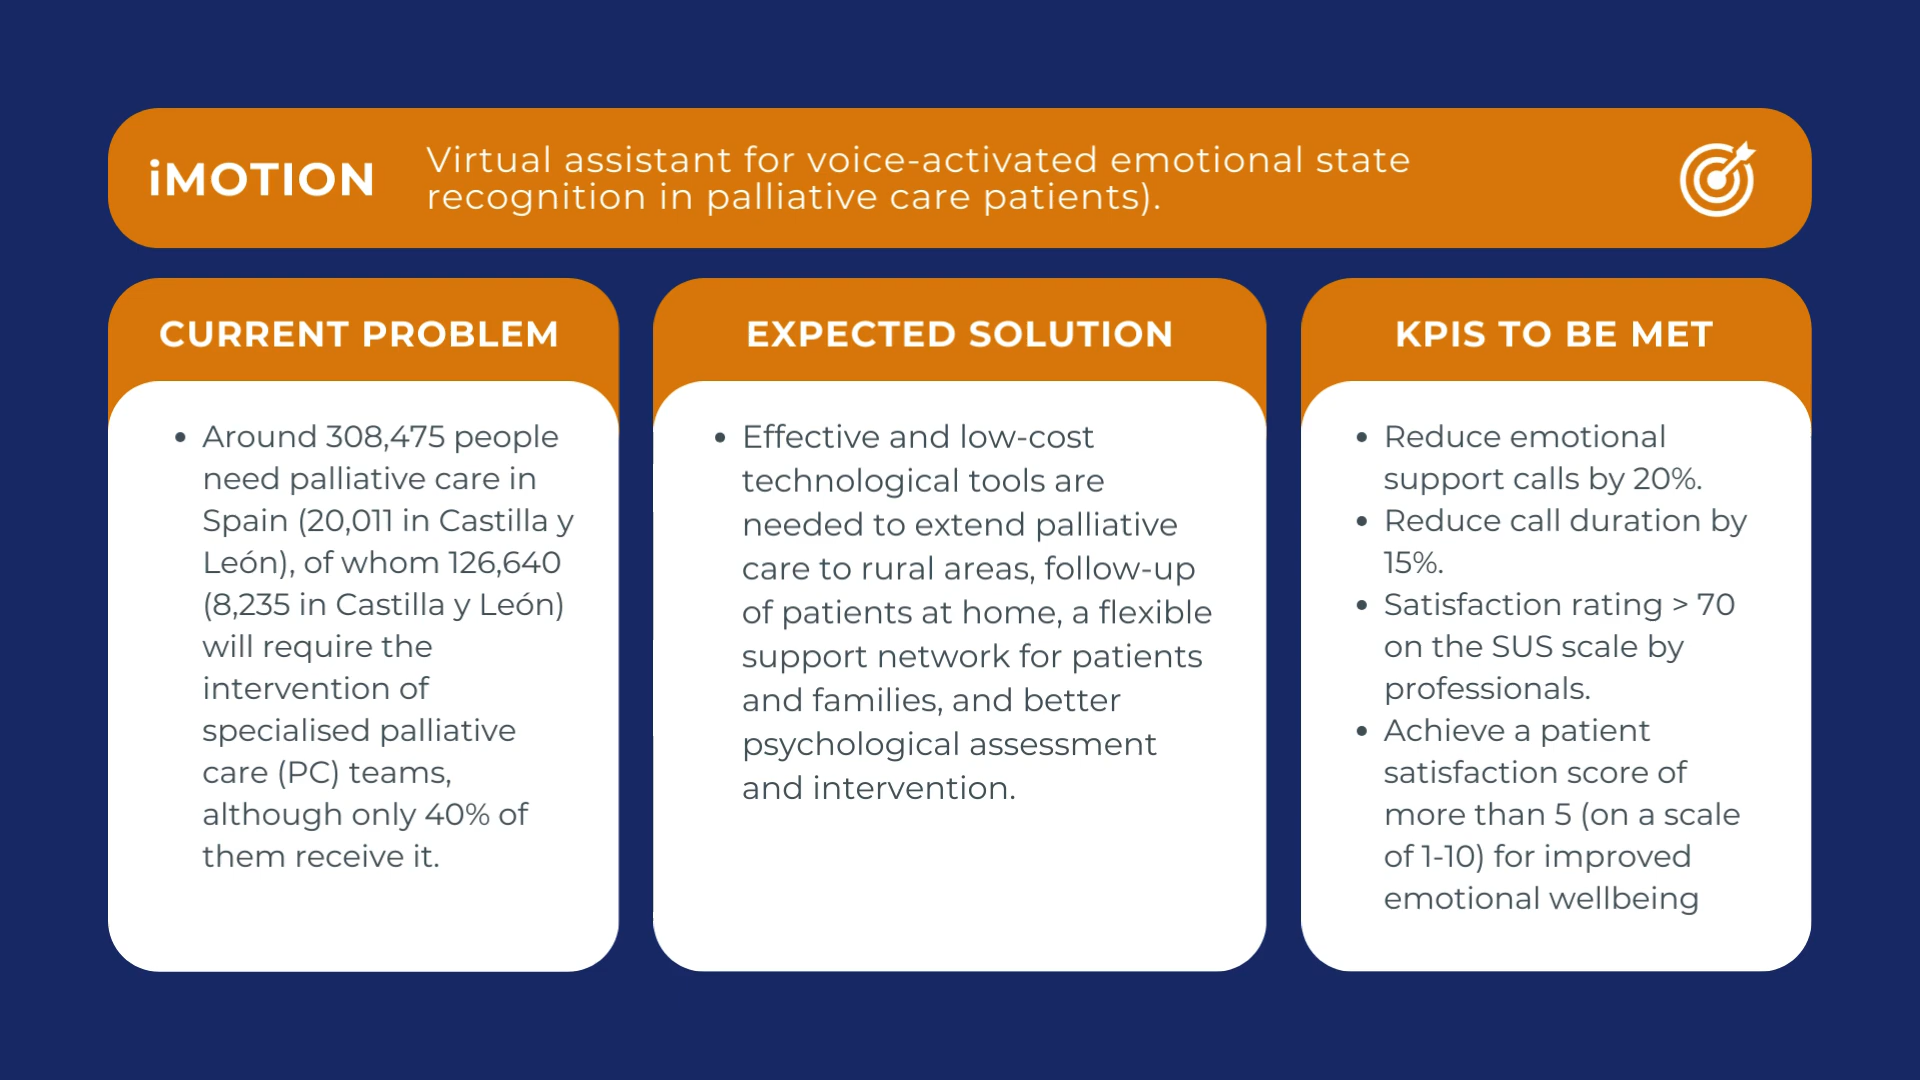 iMOTION
Virtual assistant for voice-activated emotional state
recognition in palliative care patients).
CURRENT PROBLEM
• Around 308,475 people
need palliative care in
Spain (20,011 in Castilla y
León), of whom 126,640
(8,235 in Castilla y León)
will require the
intervention of
specialised palliative
care (PC) teams,
although only 40% of
them receive it.
EXPECTED SOLUTION
• Effective and low-cost
technological tools are
needed to extend palliative
care to rural areas, follow-up
of patients at home, a flexible
support network for patients
and families, and better
psychological assessment
and intervention.
KPIS TO BE MET
• Reduce emotional
support calls by 20%.
• Reduce call duration by
15%.
• Satisfaction rating > 70
on the SUS scale by
professionals.
• Achieve a patient
satisfaction score of
more than 5 (on a scale
of 1-10) for improved
emotional wellbeing